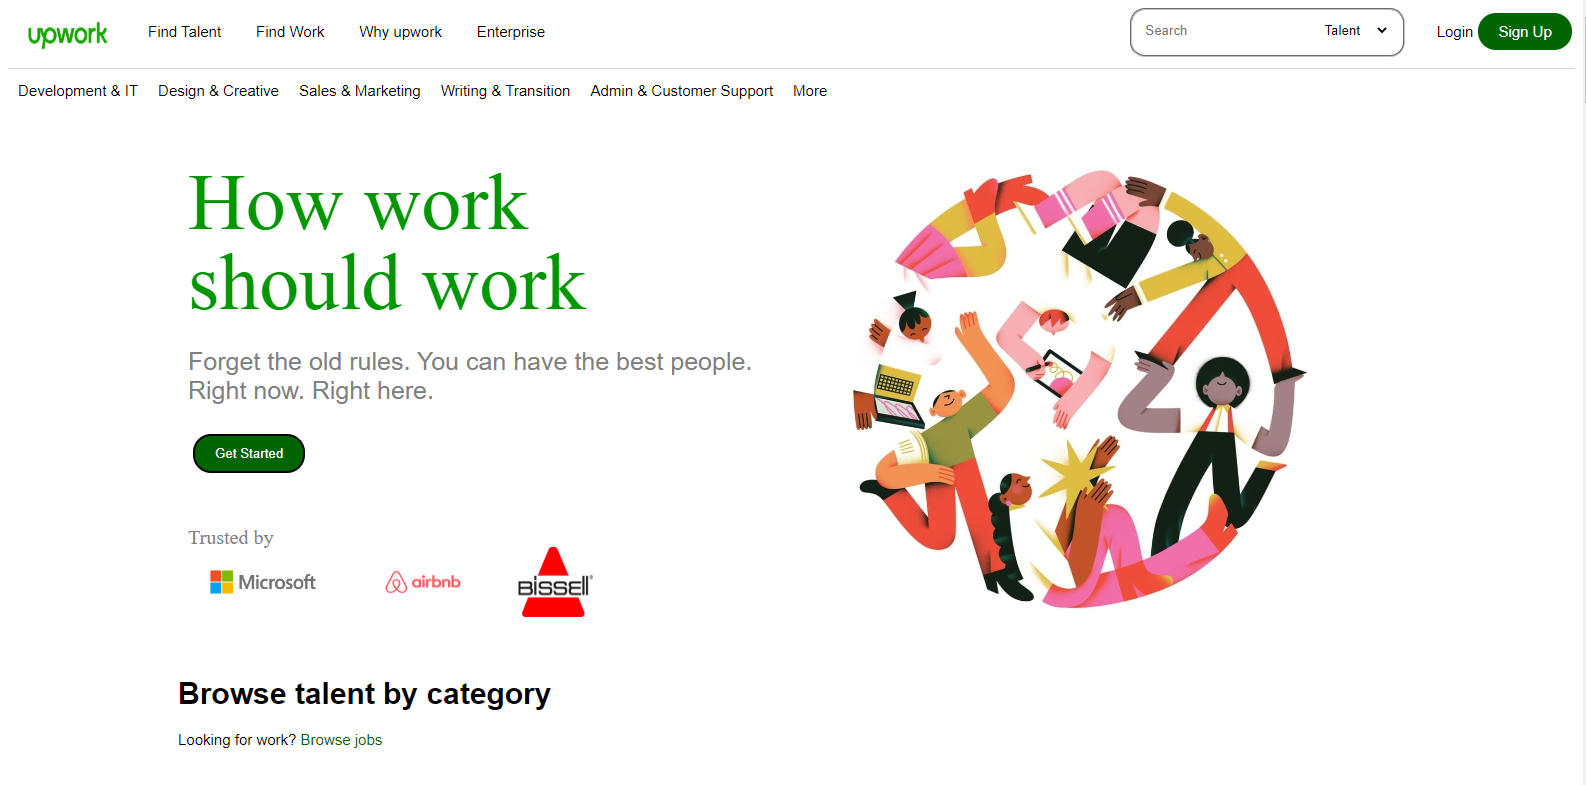 upwork Find Talent Find Work Why upwork Enterprise Search Talent Login Sign Up
Development & IT Design & Creative Sales & Marketing Writing & Transition Admin & Customer Support More
How work
should work
Forget the old rules. You can have the best people.
Right now. Right here.
Get Started
Trusted by
Microsoft airbnb BISSELL®
Browse talent by category
Looking for work? Browse jobs